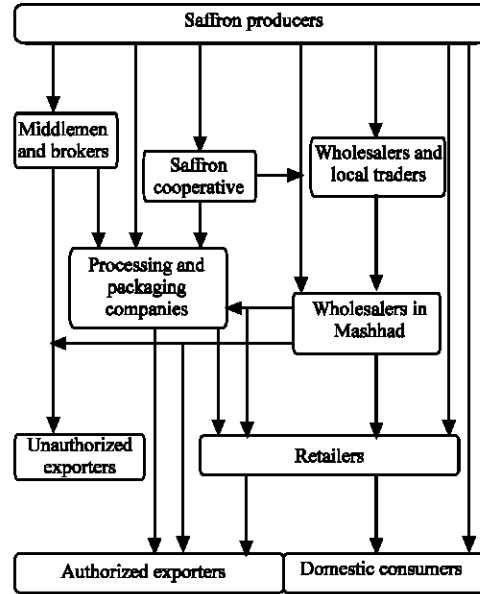 Saffron producers
Middlemen
and brokers
Saffron
cooperative
Wholesalers and
local traders
Processing and
packaging
companies
Wholesalers in
Mashhad
Unauthorized
exporters
Retailers
Authorized exporters
Domestic consumers